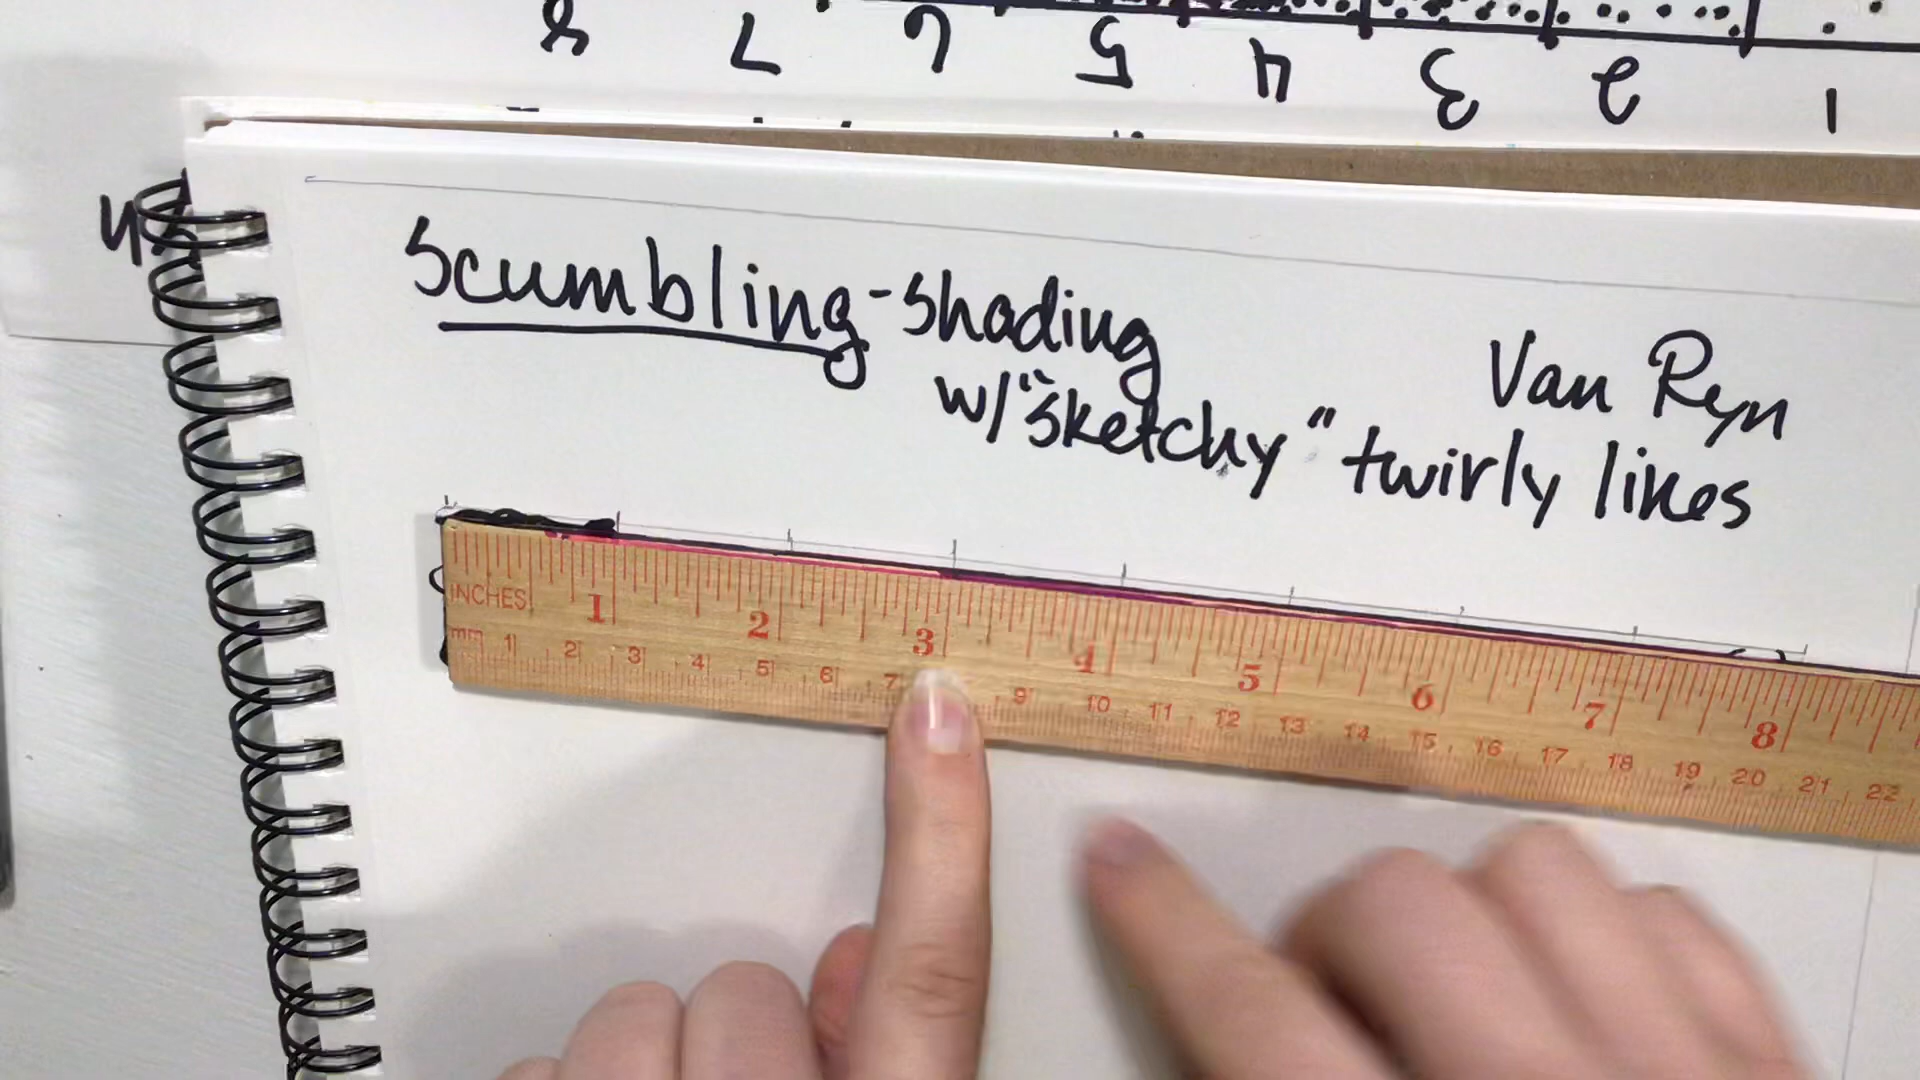 8 7 6 5 4 3 2 1
Scumbling - Shading
w/ "sketchy" twirly lines
Van Ryn
INCHES 1 2 3 4 5 6 7 8
mm 1 2 3 4 5 6 7 9 10 11 12 13 14 15 16 17 18 19 20 21 22